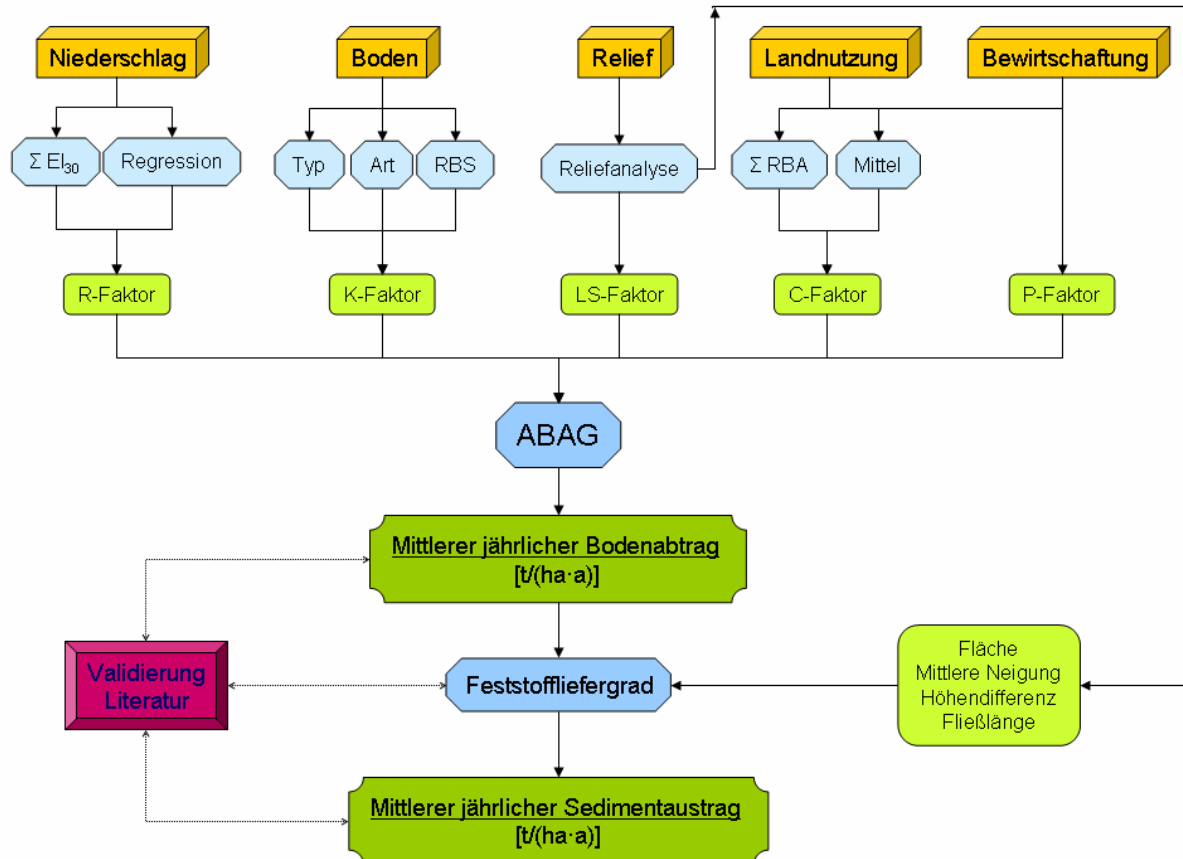 Niederschlag
Boden
Relief
Landnutzung
Bewirtschaftung
Σ EI₃₀
Regression
Typ
Art
RBS
Reliefanalyse
Σ RBA
Mittel
R-Faktor
K-Faktor
LS-Faktor
C-Faktor
P-Faktor
ABAG
Mittlerer jährlicher Bodenabtrag
[t/(ha·a)]
Validierung
Literatur
Feststoffliefergrad
Fläche
Mittlere Neigung
Höhendifferenz
Fließlänge
Mittlerer jährlicher Sedimentaustrag
[t/(ha·a)]